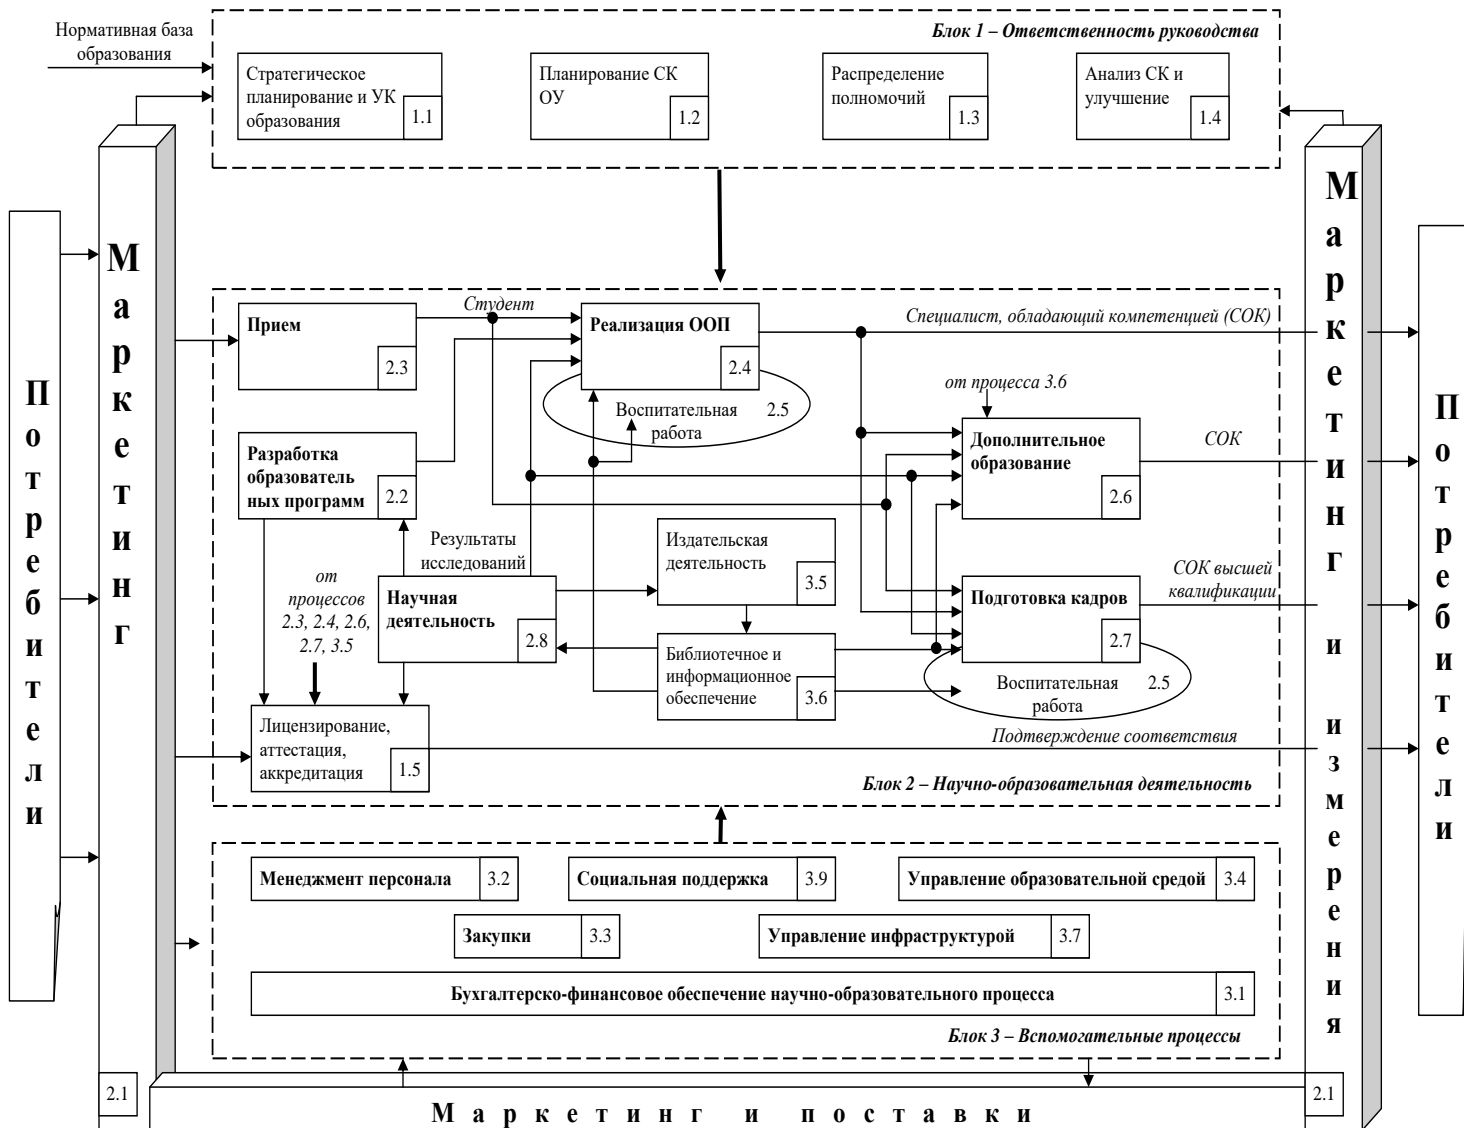 Нормативная база
образования
Блок 1 – Ответственность руководства
Стратегическое
планирование и УК
образования
1.1
Планирование СК
ОУ
1.2
Распределение
полномочий
1.3
Анализ СК и
улучшение
1.4
Потребители
Маркетинг
2.1
Прием
2.3
Студент
Реализация ООП
2.4
Воспитательная
работа
2.5
Специалист, обладающий компетенцией (СОК)
от процесса 3.6
Дополнительное
образование
2.6
СОК
Разработка
образователь
ных программ
2.2
Результаты
исследований
от
процессов
2.3, 2.4, 2.6,
2.7, 3.5
Научная
деятельность
2.8
Издательская
деятельность
3.5
Библиотечное и
информационное
обеспечение
3.6
Подготовка кадров
2.7
СОК высшей
квалификации
Воспитательная
работа
2.5
Лицензирование,
аттестация,
аккредитация
1.5
Подтверждение соответствия
Блок 2 – Научно-образовательная деятельность
Менеджмент персонала
3.2
Социальная поддержка
3.9
Управление образовательной средой
3.4
Закупки
3.3
Управление инфраструктурой
3.7
Бухгалтерско-финансовое обеспечение научно-образовательного процесса
3.1
Блок 3 – Вспомогательные процессы
Маркетинг и измерения
2.1
Потребители
Маркетинг и поставки